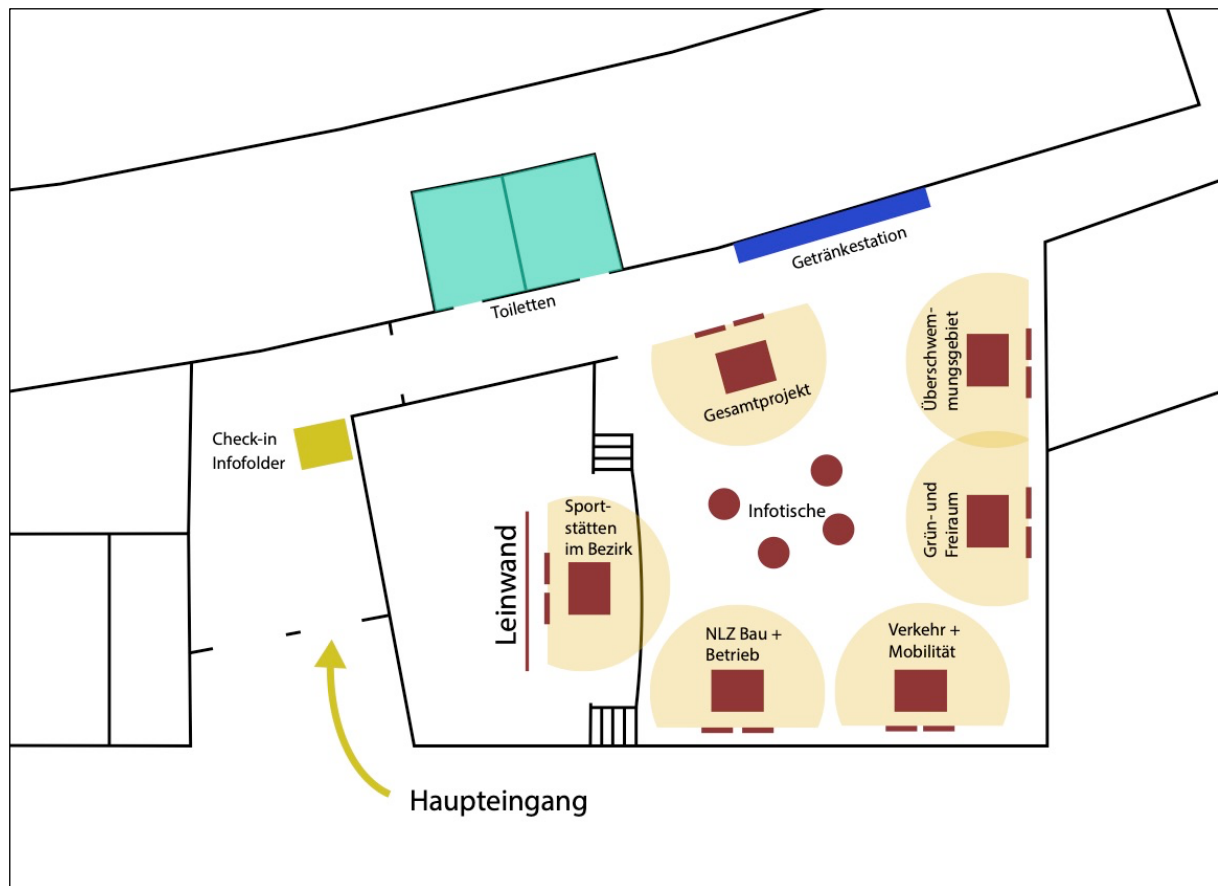 Getränkestation
Toiletten
Überschwem-
mungsgebiet
Gesamtprojekt
Check-in
Infofolder
Sport-
stätten
im Bezirk
Infotische
Grün- und
Freiraum
Leinwand
NLZ Bau +
Betrieb
Verkehr +
Mobilität
Haupteingang